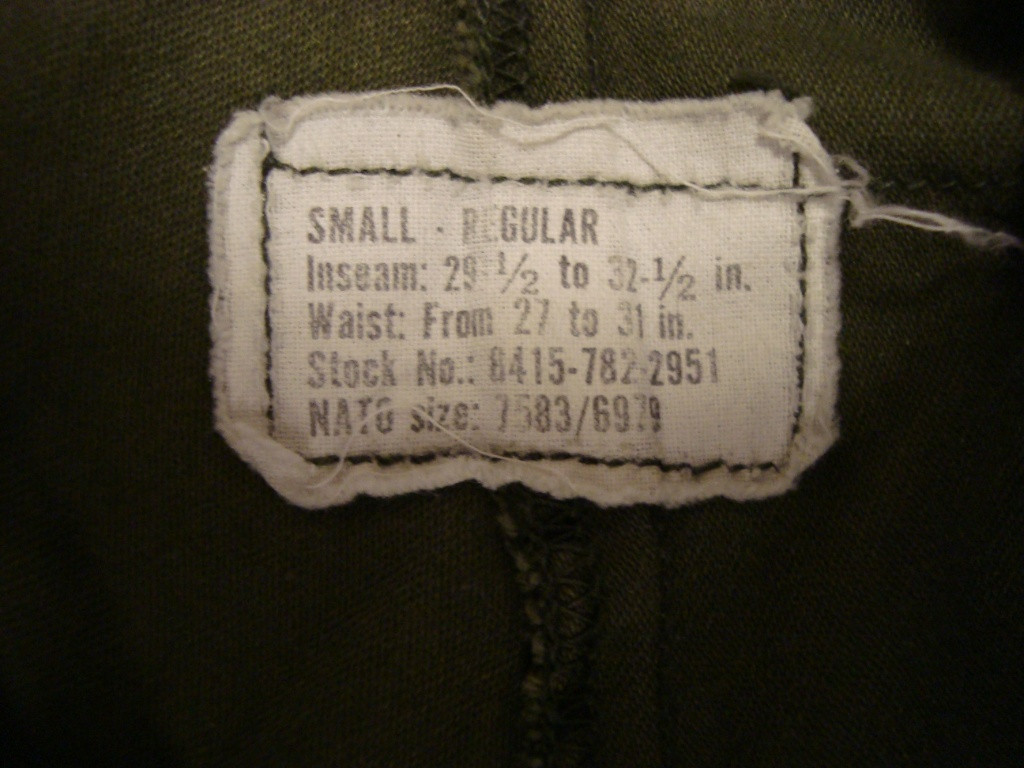 SMALL - REGULAR
Inseam: 29-1/2 to 32-1/2 in.
Waist: From 27 to 31 in.
Stock No.: 8415-782-2951
NATO size: 7583/6979